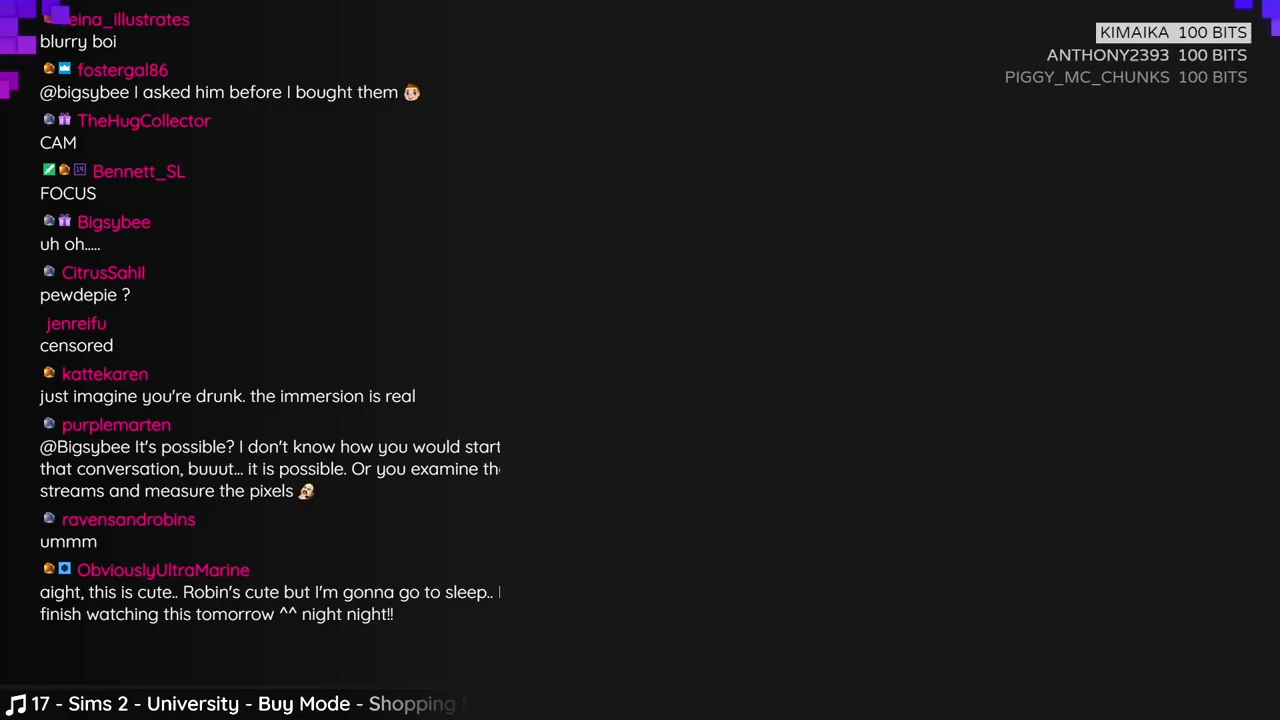 reina_illustrates
blurry boi
fostergal86
@bigsybee I asked him before I bought them
TheHugCollector
CAM
Bennett_SL
FOCUS
Bigsybee
uh oh.....
CitrusSahil
pewdepie ?
jenreifu
censored
kattekaren
just imagine you're drunk. the immersion is real
purplemarten
@Bigsybee It's possible? I don't know how you would start
that conversation, buuut... it is possible. Or you examine the
streams and measure the pixels
ravensandrobins
ummm
ObviouslyUltraMarine
aight, this is cute.. Robin's cute but I'm gonna go to sleep..
finish watching this tomorrow ^^ night night!!
17 - Sims 2 - University - Buy Mode - Shopping
KIMAIKA 100 BITS
ANTHONY2393 100 BITS
PIGGY_MC_CHUNKS 100 BITS